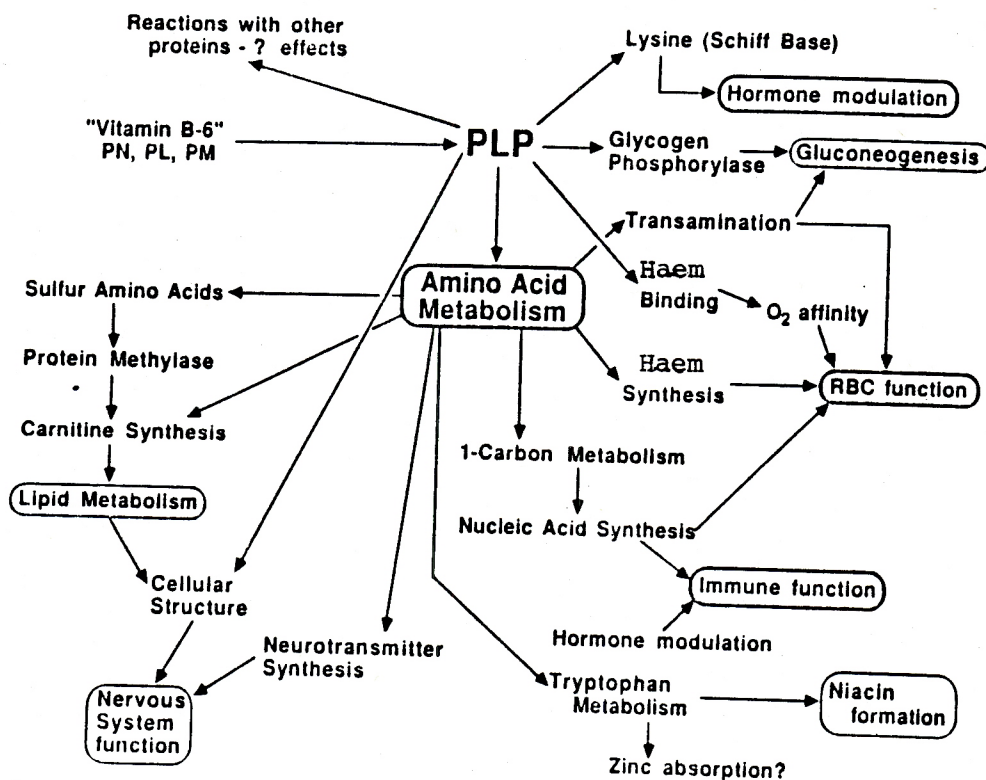 Reactions with other
proteins - ? effects
Lysine (Schiff Base)
Hormone modulation
"Vitamin B-6"
PN, PL, PM
PLP
Glycogen
Phosphorylase
Gluconeogenesis
Transamination
Amino Acid
Metabolism
Haem
Binding
O₂ affinity
Sulfur Amino Acids
Protein Methylase
Haem
Synthesis
RBC function
Carnitine Synthesis
1-Carbon Metabolism
Lipid Metabolism
Nucleic Acid Synthesis
Cellular
Structure
Immune function
Hormone modulation
Neurotransmitter
Synthesis
Tryptophan
Metabolism
Niacin
formation
Nervous
System
function
Zinc absorption?